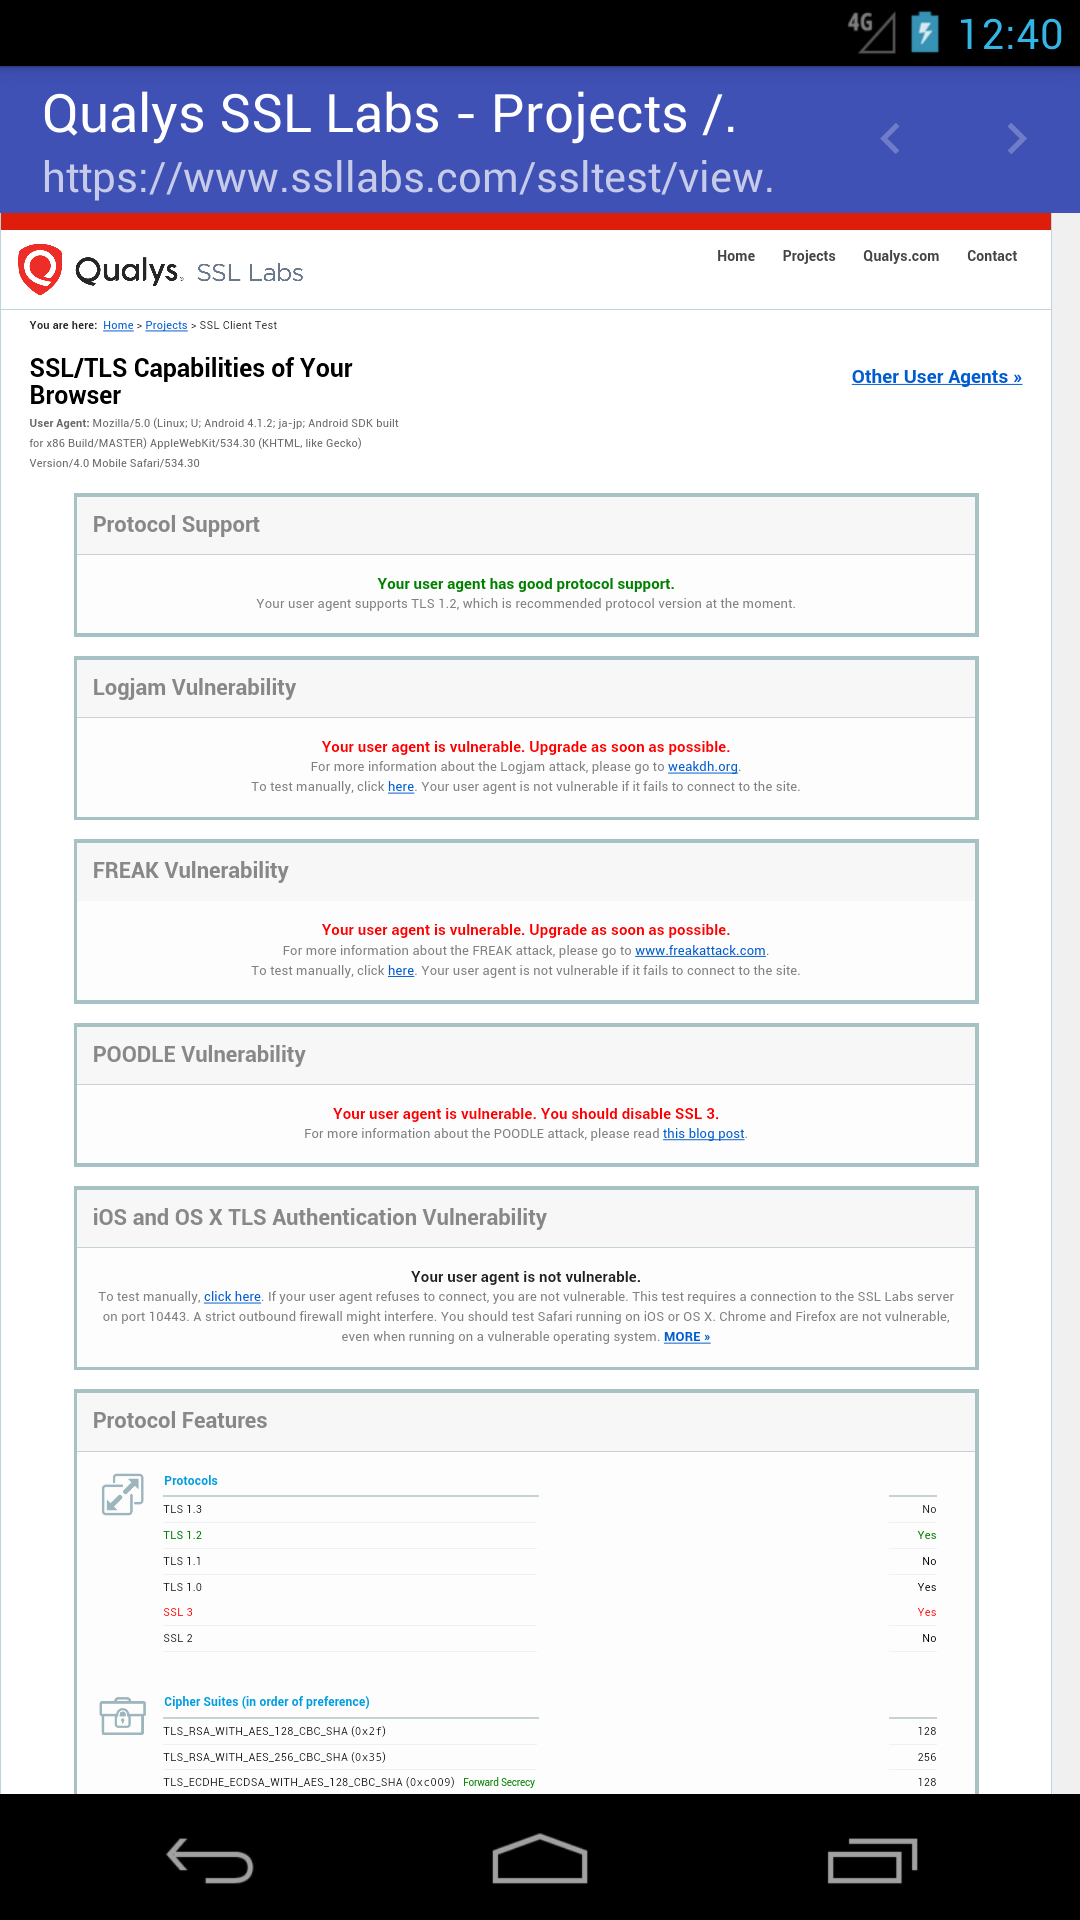 4G 12:40
Qualys SSL Labs - Projects /.
https://www.ssllabs.com/ssltest/view.
Qualys. SSL Labs
Home Projects Qualys.com Contact
You are here: Home > Projects > SSL Client Test
SSL/TLS Capabilities of Your
Browser
Other User Agents »
User Agent: Mozilla/5.0 (Linux; U; Android 4.1.2; ja-jp; Android SDK built
for x86 Build/MASTER) AppleWebKit/534.30 (KHTML, like Gecko)
Version/4.0 Mobile Safari/534.30
Protocol Support
Your user agent has good protocol support.
Your user agent supports TLS 1.2, which is recommended protocol version at the moment.
Logjam Vulnerability
Your user agent is vulnerable. Upgrade as soon as possible.
For more information about the Logjam attack, please go to weakdh.org.
To test manually, click here. Your user agent is not vulnerable if it fails to connect to the site.
FREAK Vulnerability
Your user agent is vulnerable. Upgrade as soon as possible.
For more information about the FREAK attack, please go to www.freakattack.com.
To test manually, click here. Your user agent is not vulnerable if it fails to connect to the site.
POODLE Vulnerability
Your user agent is vulnerable. You should disable SSL 3.
For more information about the POODLE attack, please read this blog post.
iOS and OS X TLS Authentication Vulnerability
Your user agent is not vulnerable.
To test manually, click here. If your user agent refuses to connect, you are not vulnerable. This test requires a connection to the SSL Labs server
on port 10443. A strict outbound firewall might interfere. You should test Safari running on iOS or OS X. Chrome and Firefox are not vulnerable,
even when running on a vulnerable operating system. MORE »
Protocol Features
Protocols
TLS 1.3 No
TLS 1.2 Yes
TLS 1.1 No
TLS 1.0 Yes
SSL 3 Yes
SSL 2 No
Cipher Suites (in order of preference)
TLS_RSA_WITH_AES_128_CBC_SHA (0x2f) 128
TLS_RSA_WITH_AES_256_CBC_SHA (0x35) 256
TLS_ECDHE_ECDSA_WITH_AES_128_CBC_SHA (0xc009) Forward Secrecy 128